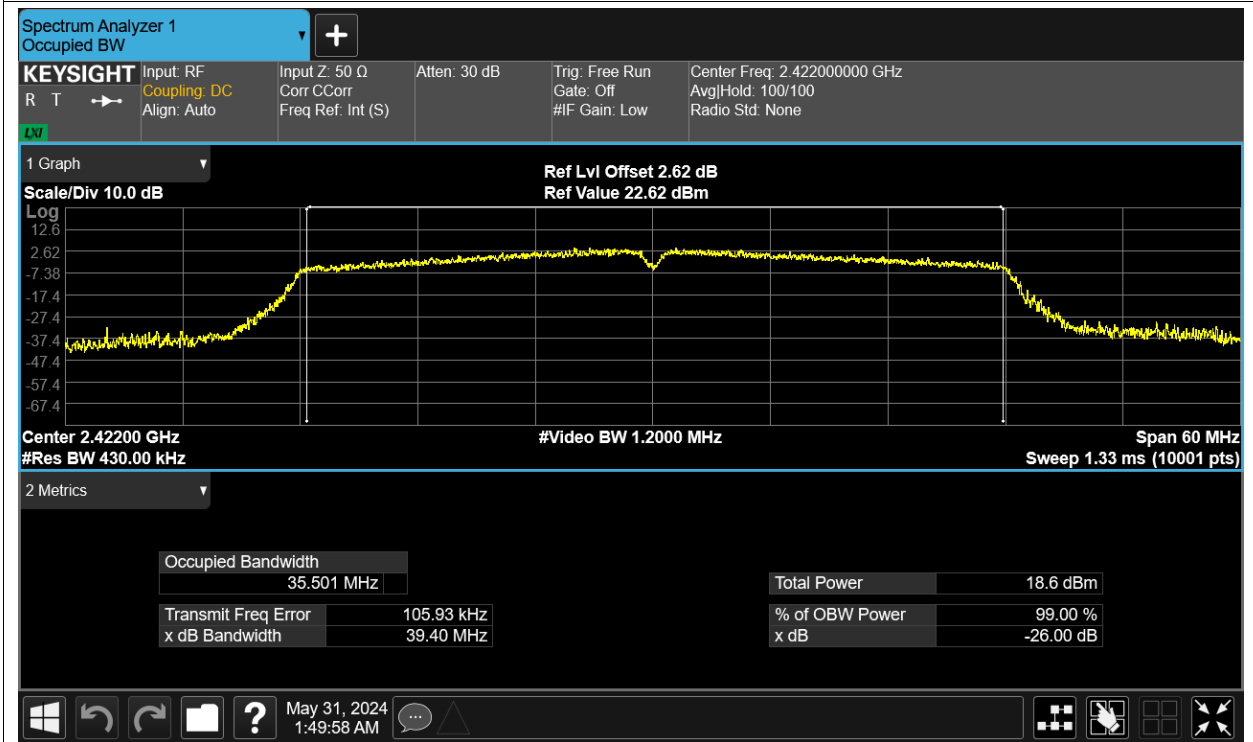 Spectrum Analyzer 1
Occupied BW
KEYSIGHT
R T
LXI
Input: RF
Coupling: DC
Align: Auto
Input Z: 50 Ω
Corr CCorr
Freq Ref: Int (S)
Atten: 30 dB
Trig: Free Run
Gate: Off
#IF Gain: Low
Center Freq: 2.422000000 GHz
Avg|Hold: 100/100
Radio Std: None
1 Graph
Scale/Div 10.0 dB
Ref Lvl Offset 2.62 dB
Ref Value 22.62 dBm
Log
12.6
2.62
-7.38
-17.4
-27.4
-37.4
-47.4
-57.4
-67.4
Center 2.42200 GHz
#Res BW 430.00 kHz
#Video BW 1.2000 MHz
Span 60 MHz
Sweep 1.33 ms (10001 pts)
2 Metrics
Occupied Bandwidth
35.501 MHz
Transmit Freq Error 105.93 kHz
x dB Bandwidth 39.40 MHz
Total Power 18.6 dBm
% of OBW Power 99.00 %
x dB -26.00 dB
May 31, 2024
1:49:58 AM